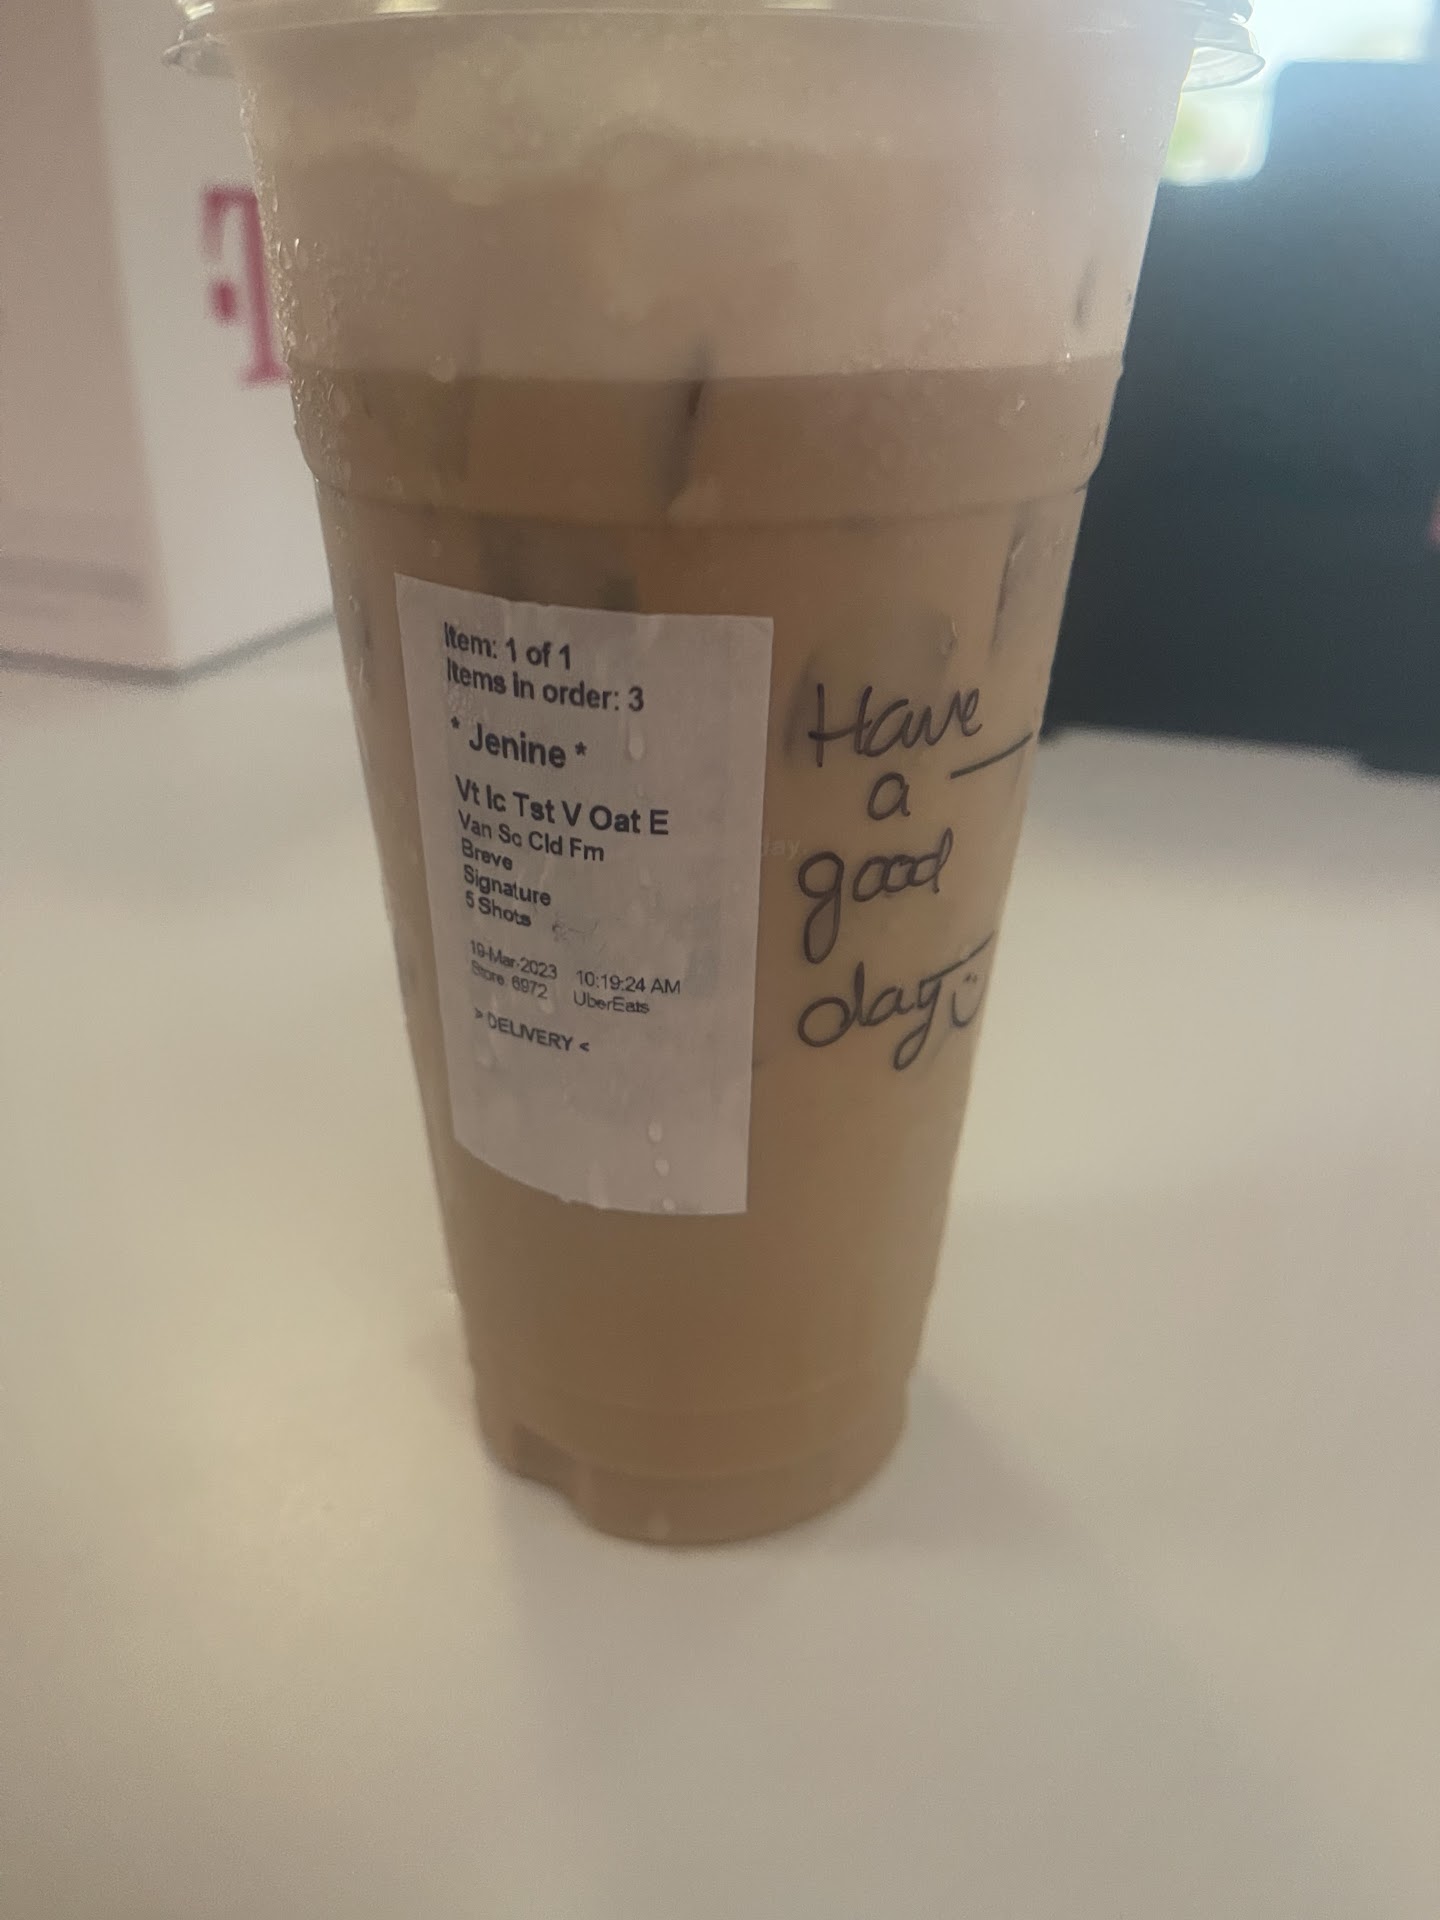 T
Item: 1 of 1
Items in order: 3
* Jenine *
Vt Ic Tst V Oat E
Van Sc Cld Fm
Breve
Signature
5 Shots
19-Mar-2023 10:19:24 AM
Store: 6972 UberEats
> DELIVERY <
Have
a
good
day